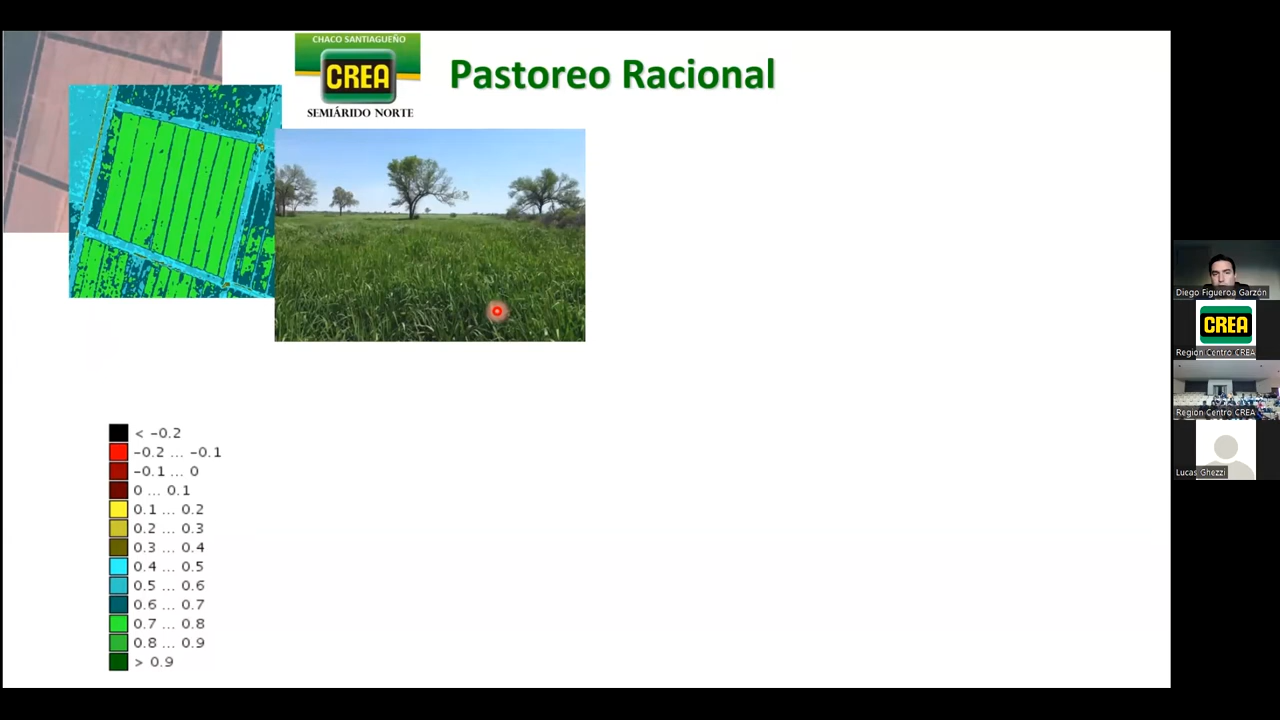 CHACO SANTIAGUEÑO
CREA
SEMIÁRIDO NORTE
Pastoreo Racional
< -0.2
-0.2 ... -0.1
-0.1 ... 0
0 ... 0.1
0.1 ... 0.2
0.2 ... 0.3
0.3 ... 0.4
0.4 ... 0.5
0.5 ... 0.6
0.6 ... 0.7
0.7 ... 0.8
0.8 ... 0.9
> 0.9
Diego Figueroa Garzón
CREA
Region Centro CREA
Region Centro CREA
Lucas Ghezzi